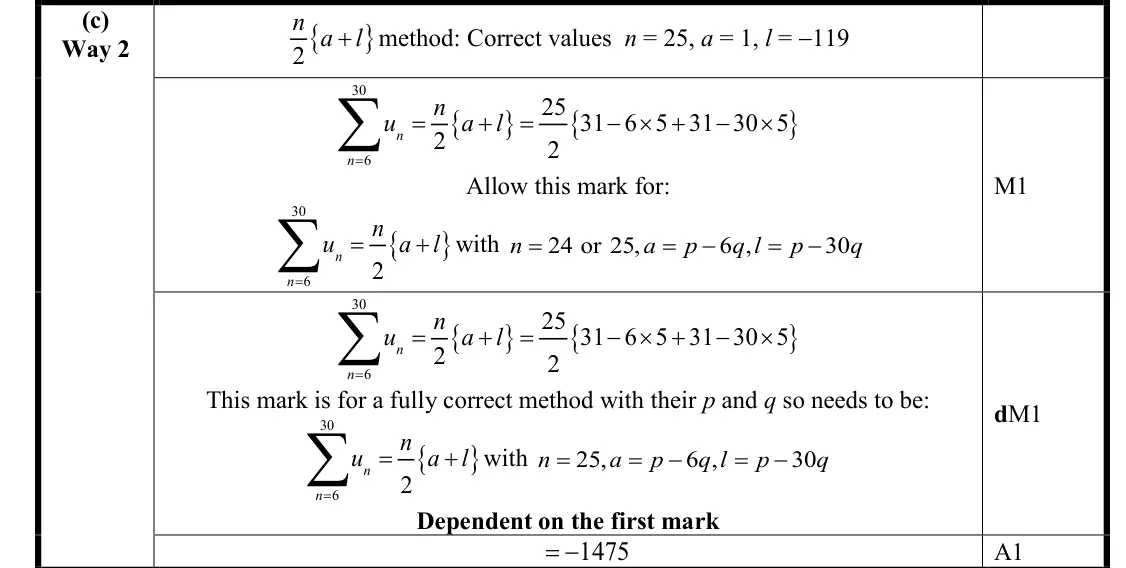 (c)
Way 2
n/2 {a + l} method: Correct values n = 25, a = 1, l = –119
∑_{n=6}^{30} u_n = n/2 {a + l} = 25/2 {31 − 6×5 + 31 − 30×5}
Allow this mark for:
∑_{n=6}^{30} u_n = n/2 {a + l} with n = 24 or 25, a = p − 6q, l = p − 30q
M1
∑_{n=6}^{30} u_n = n/2 {a + l} = 25/2 {31 − 6×5 + 31 − 30×5}
This mark is for a fully correct method with their p and q so needs to be:
∑_{n=6}^{30} u_n = n/2 {a + l} with n = 25, a = p − 6q, l = p − 30q
Dependent on the first mark
dM1
= −1475
A1